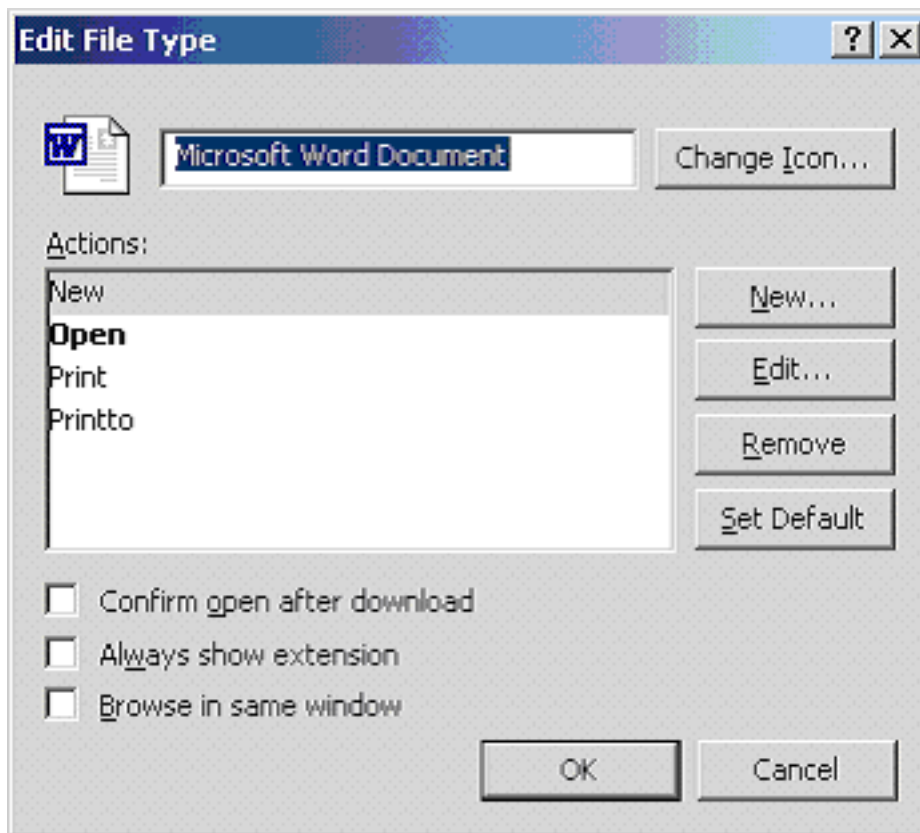 Edit File Type
Microsoft Word Document
Change Icon...
Actions:
New
Open
Print
Printto
New...
Edit...
Remove
Set Default
Confirm open after download
Always show extension
Browse in same window
OK
Cancel